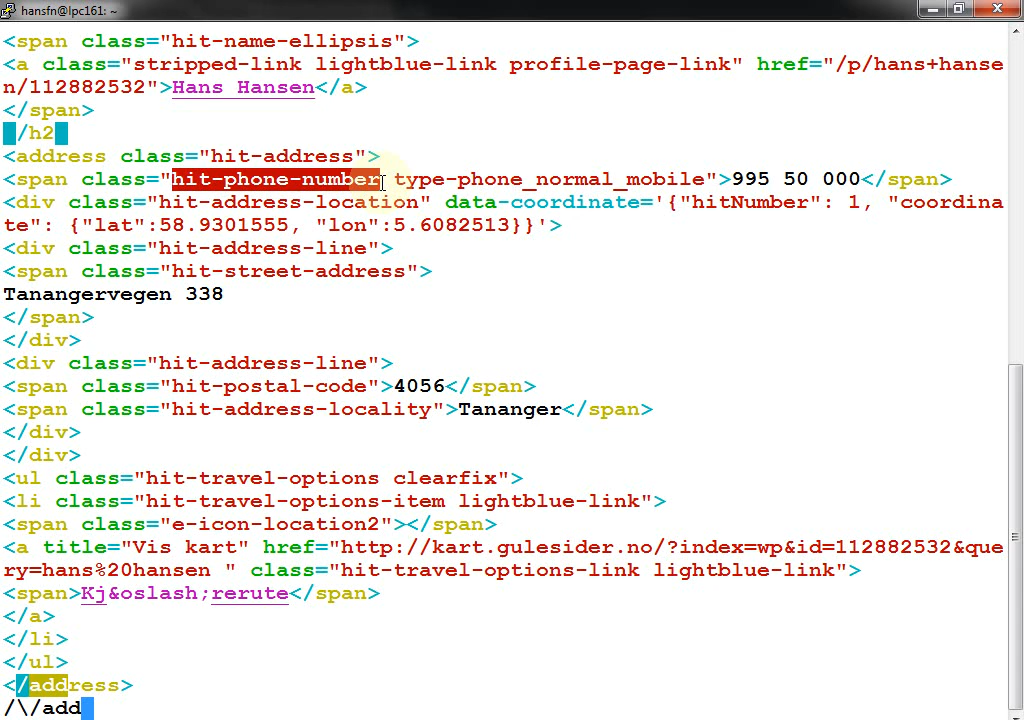 hansfn@lpc161: ~
<span class="hit-name-ellipsis">
<a class="stripped-link lightblue-link profile-page-link" href="/p/hans+hanse
n/112882532">Hans Hansen</a>
</span>
/h2
<address class="hit-address">
<span class="hit-phone-number type-phone_normal_mobile">995 50 000</span>
<div class="hit-address-location" data-coordinate='{"hitNumber": 1, "coordina
te": {"lat":58.9301555, "lon":5.6082513}}'>
<div class="hit-address-line">
<span class="hit-street-address">
Tanangervegen 338
</span>
</div>
<div class="hit-address-line">
<span class="hit-postal-code">4056</span>
<span class="hit-address-locality">Tananger</span>
</div>
</div>
<ul class="hit-travel-options clearfix">
<li class="hit-travel-options-item lightblue-link">
<span class="e-icon-location2"></span>
<a title="Vis kart" href="http://kart.gulesider.no/?index=wp&id=112882532&que
ry=hans%20hansen " class="hit-travel-options-link lightblue-link">
<span>Kj&oslash;rerute</span>
</a>
</li>
</ul>
</address>
/\/add